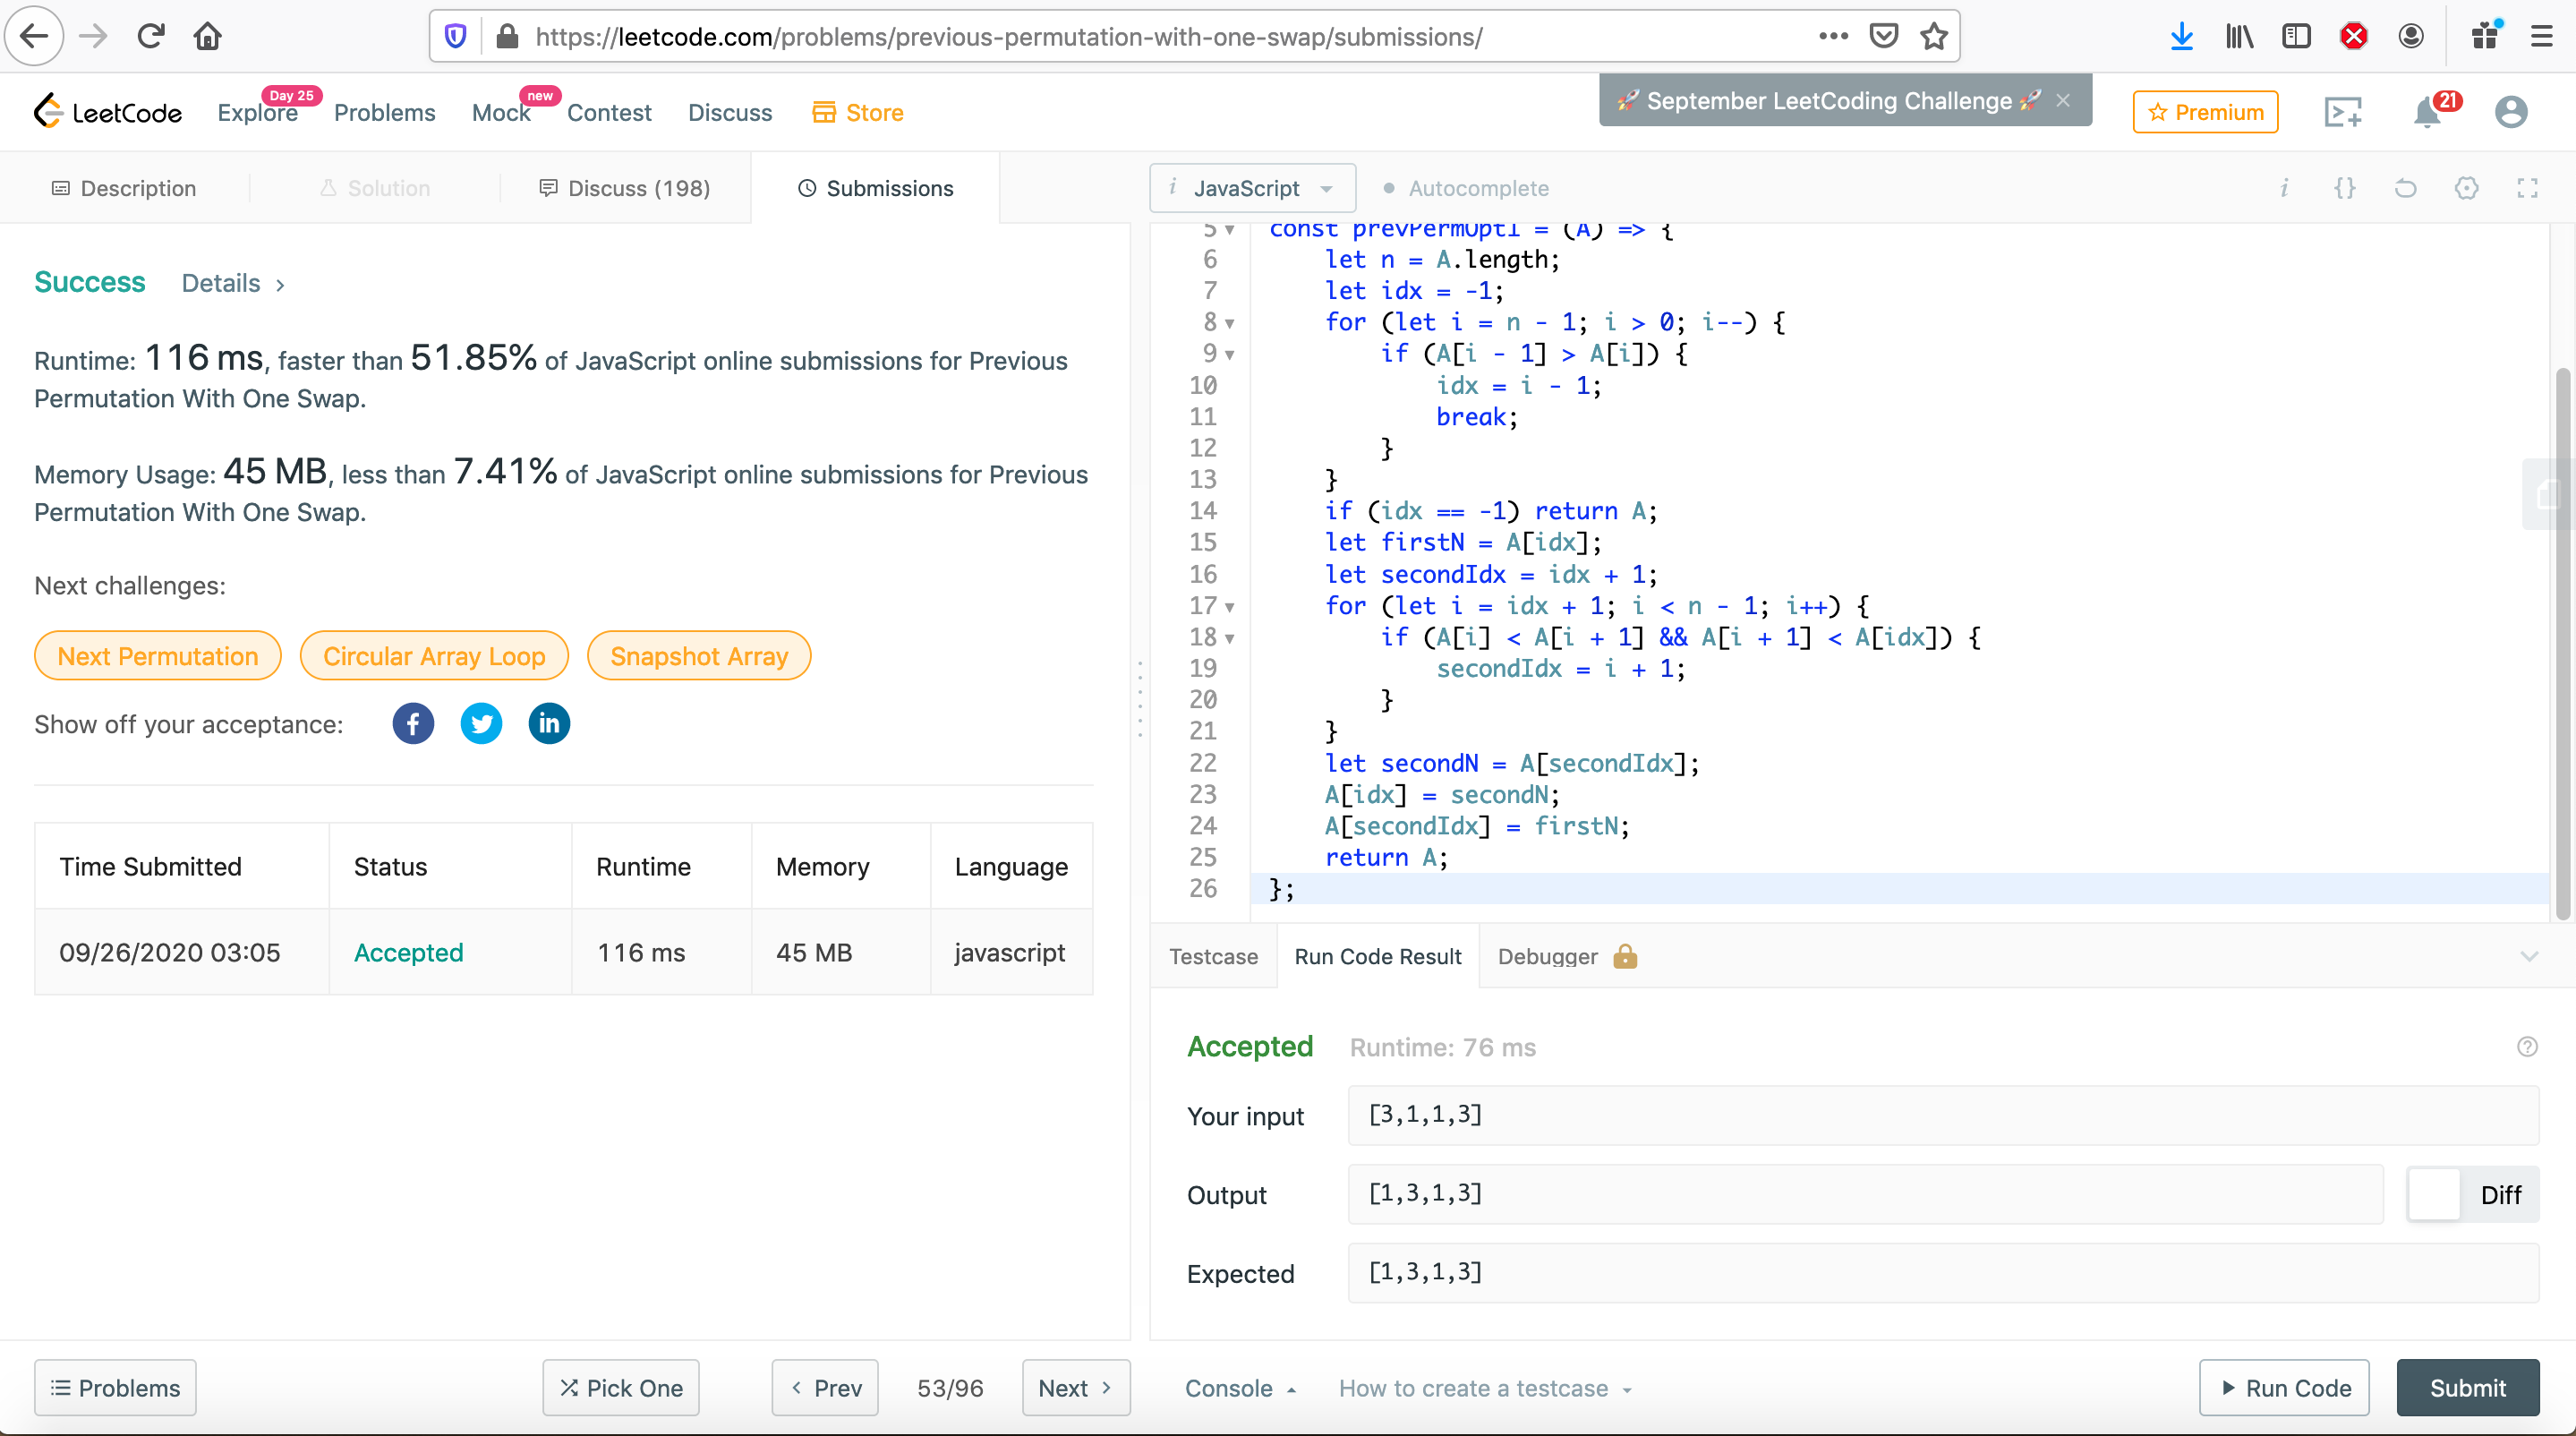 https://leetcode.com/problems/previous-permutation-with-one-swap/submissions/
LeetCode
Explore
Day 25
Problems
Mock
new
Contest
Discuss
Store
🚀 September LeetCoding Challenge 🚀 ×
Premium
21
Description
Solution
Discuss (198)
Submissions
i JavaScript
Autocomplete
i {}
Success Details >
Runtime: 116 ms, faster than 51.85% of JavaScript online submissions for Previous
Permutation With One Swap.
Memory Usage: 45 MB, less than 7.41% of JavaScript online submissions for Previous
Permutation With One Swap.
Next challenges:
Next Permutation
Circular Array Loop
Snapshot Array
Show off your acceptance:
f
in
Time Submitted Status Runtime Memory Language
09/26/2020 03:05 Accepted 116 ms 45 MB javascript
5 const prevPermOpt1 = (A) => {
6 let n = A.length;
7 let idx = -1;
8 for (let i = n - 1; i > 0; i--) {
9 if (A[i - 1] > A[i]) {
10 idx = i - 1;
11 break;
12 }
13 }
14 if (idx == -1) return A;
15 let firstN = A[idx];
16 let secondIdx = idx + 1;
17 for (let i = idx + 1; i < n - 1; i++) {
18 if (A[i] < A[i + 1] && A[i + 1] < A[idx]) {
19 secondIdx = i + 1;
20 }
21 }
22 let secondN = A[secondIdx];
23 A[idx] = secondN;
24 A[secondIdx] = firstN;
25 return A;
26 };
Testcase
Run Code Result
Debugger
Accepted Runtime: 76 ms
?
Your input [3,1,1,3]
Output [1,3,1,3]
Diff
Expected [1,3,1,3]
Problems
Pick One
‹ Prev
53/96
Next ›
Console
How to create a testcase
Run Code
Submit